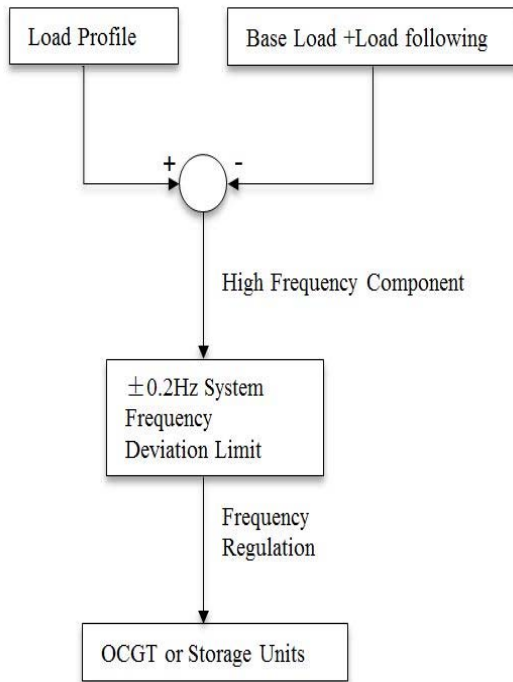 Load Profile
Base Load +Load following
+
-
High Frequency Component
±0.2Hz System
Frequency
Deviation Limit
Frequency
Regulation
OCGT or Storage Units